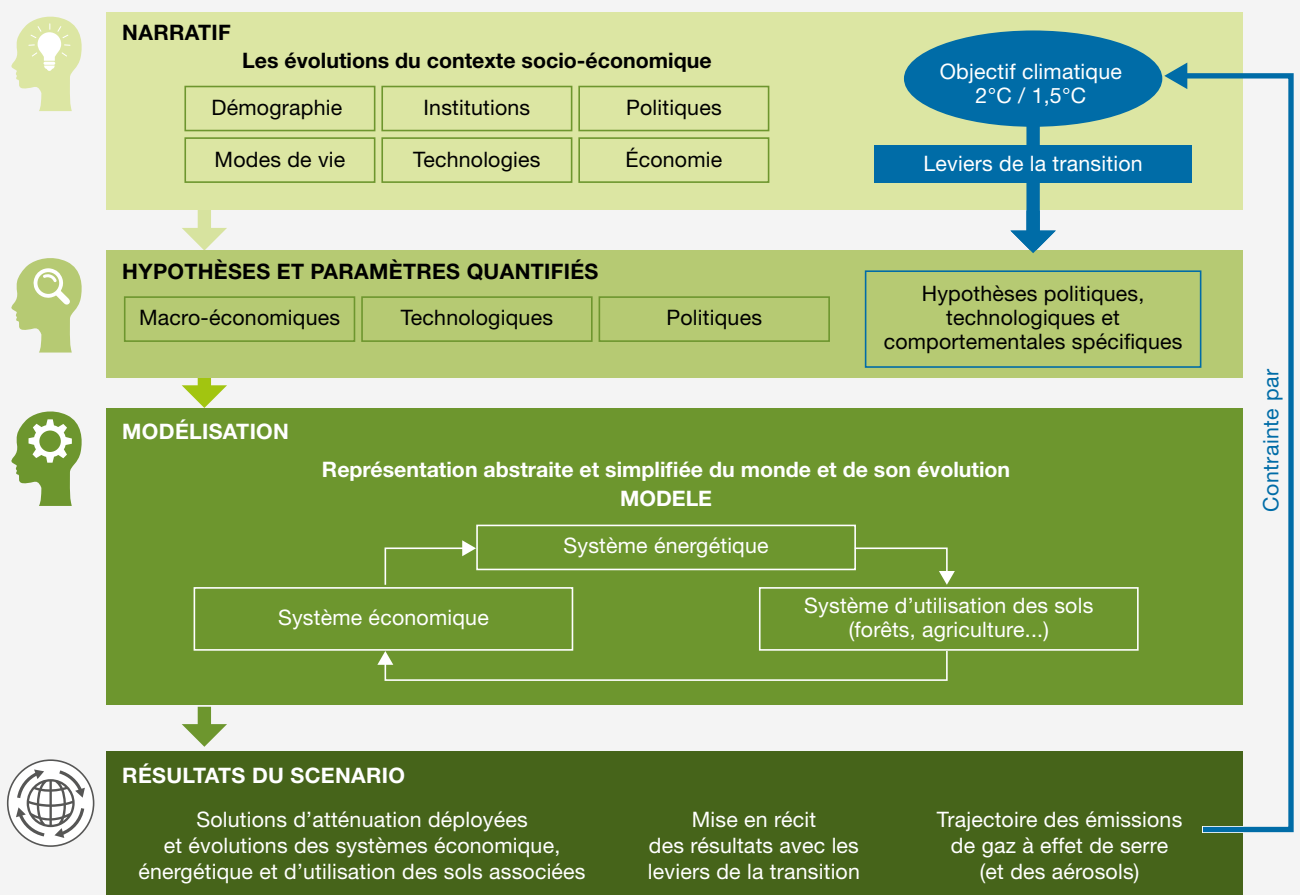 NARRATIF
Les évolutions du contexte socio-économique
Démographie
Institutions
Politiques
Modes de vie
Technologies
Économie
Objectif climatique
2°C / 1,5°C
Leviers de la transition
HYPOTHÈSES ET PARAMÈTRES QUANTIFIÉS
Macro-économiques
Technologiques
Politiques
Hypothèses politiques,
technologiques et
comportementales spécifiques
Contrainte par
MODÉLISATION
Représentation abstraite et simplifiée du monde et de son évolution
MODELE
Système énergétique
Système économique
Système d'utilisation des sols
(forêts, agriculture...)
RÉSULTATS DU SCENARIO
Solutions d'atténuation déployées
et évolutions des systèmes économique,
énergétique et d'utilisation des sols associées
Mise en récit
des résultats avec les
leviers de la transition
Trajectoire des émissions
de gaz à effet de serre
(et des aérosols)